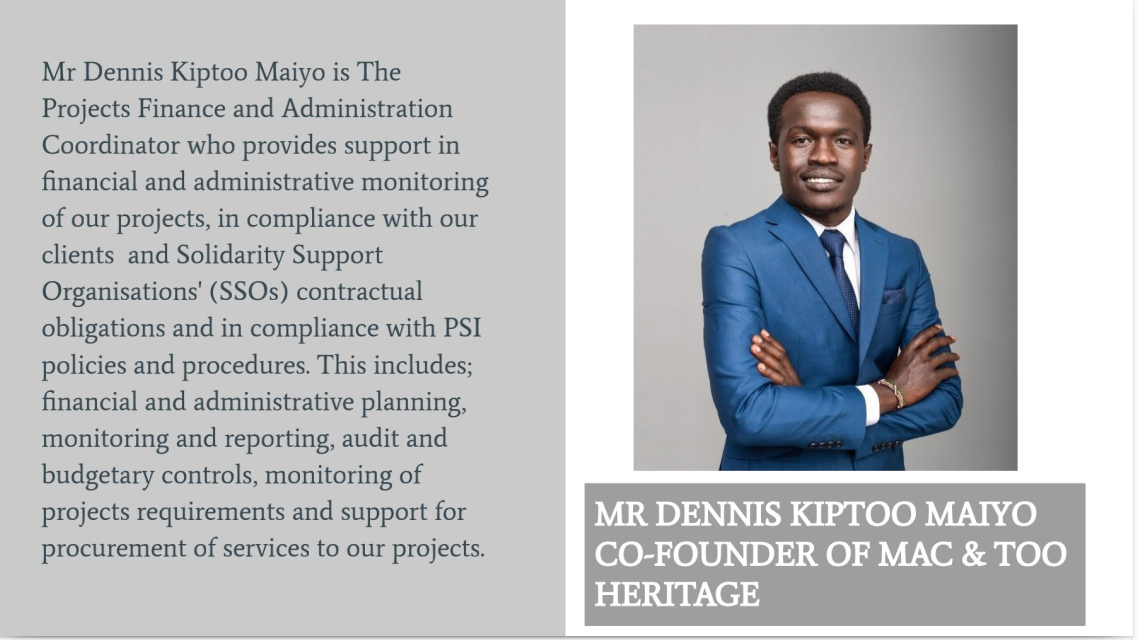 Mr Dennis Kiptoo Maiyo is The
Projects Finance and Administration
Coordinator who provides support in
financial and administrative monitoring
of our projects, in compliance with our
clients  and Solidarity Support
Organisations' (SSOs) contractual
obligations and in compliance with PSI
policies and procedures. This includes;
financial and administrative planning,
monitoring and reporting, audit and
budgetary controls, monitoring of
projects requirements and support for
procurement of services to our projects.
MR DENNIS KIPTOO MAIYO
CO-FOUNDER OF MAC & TOO
HERITAGE